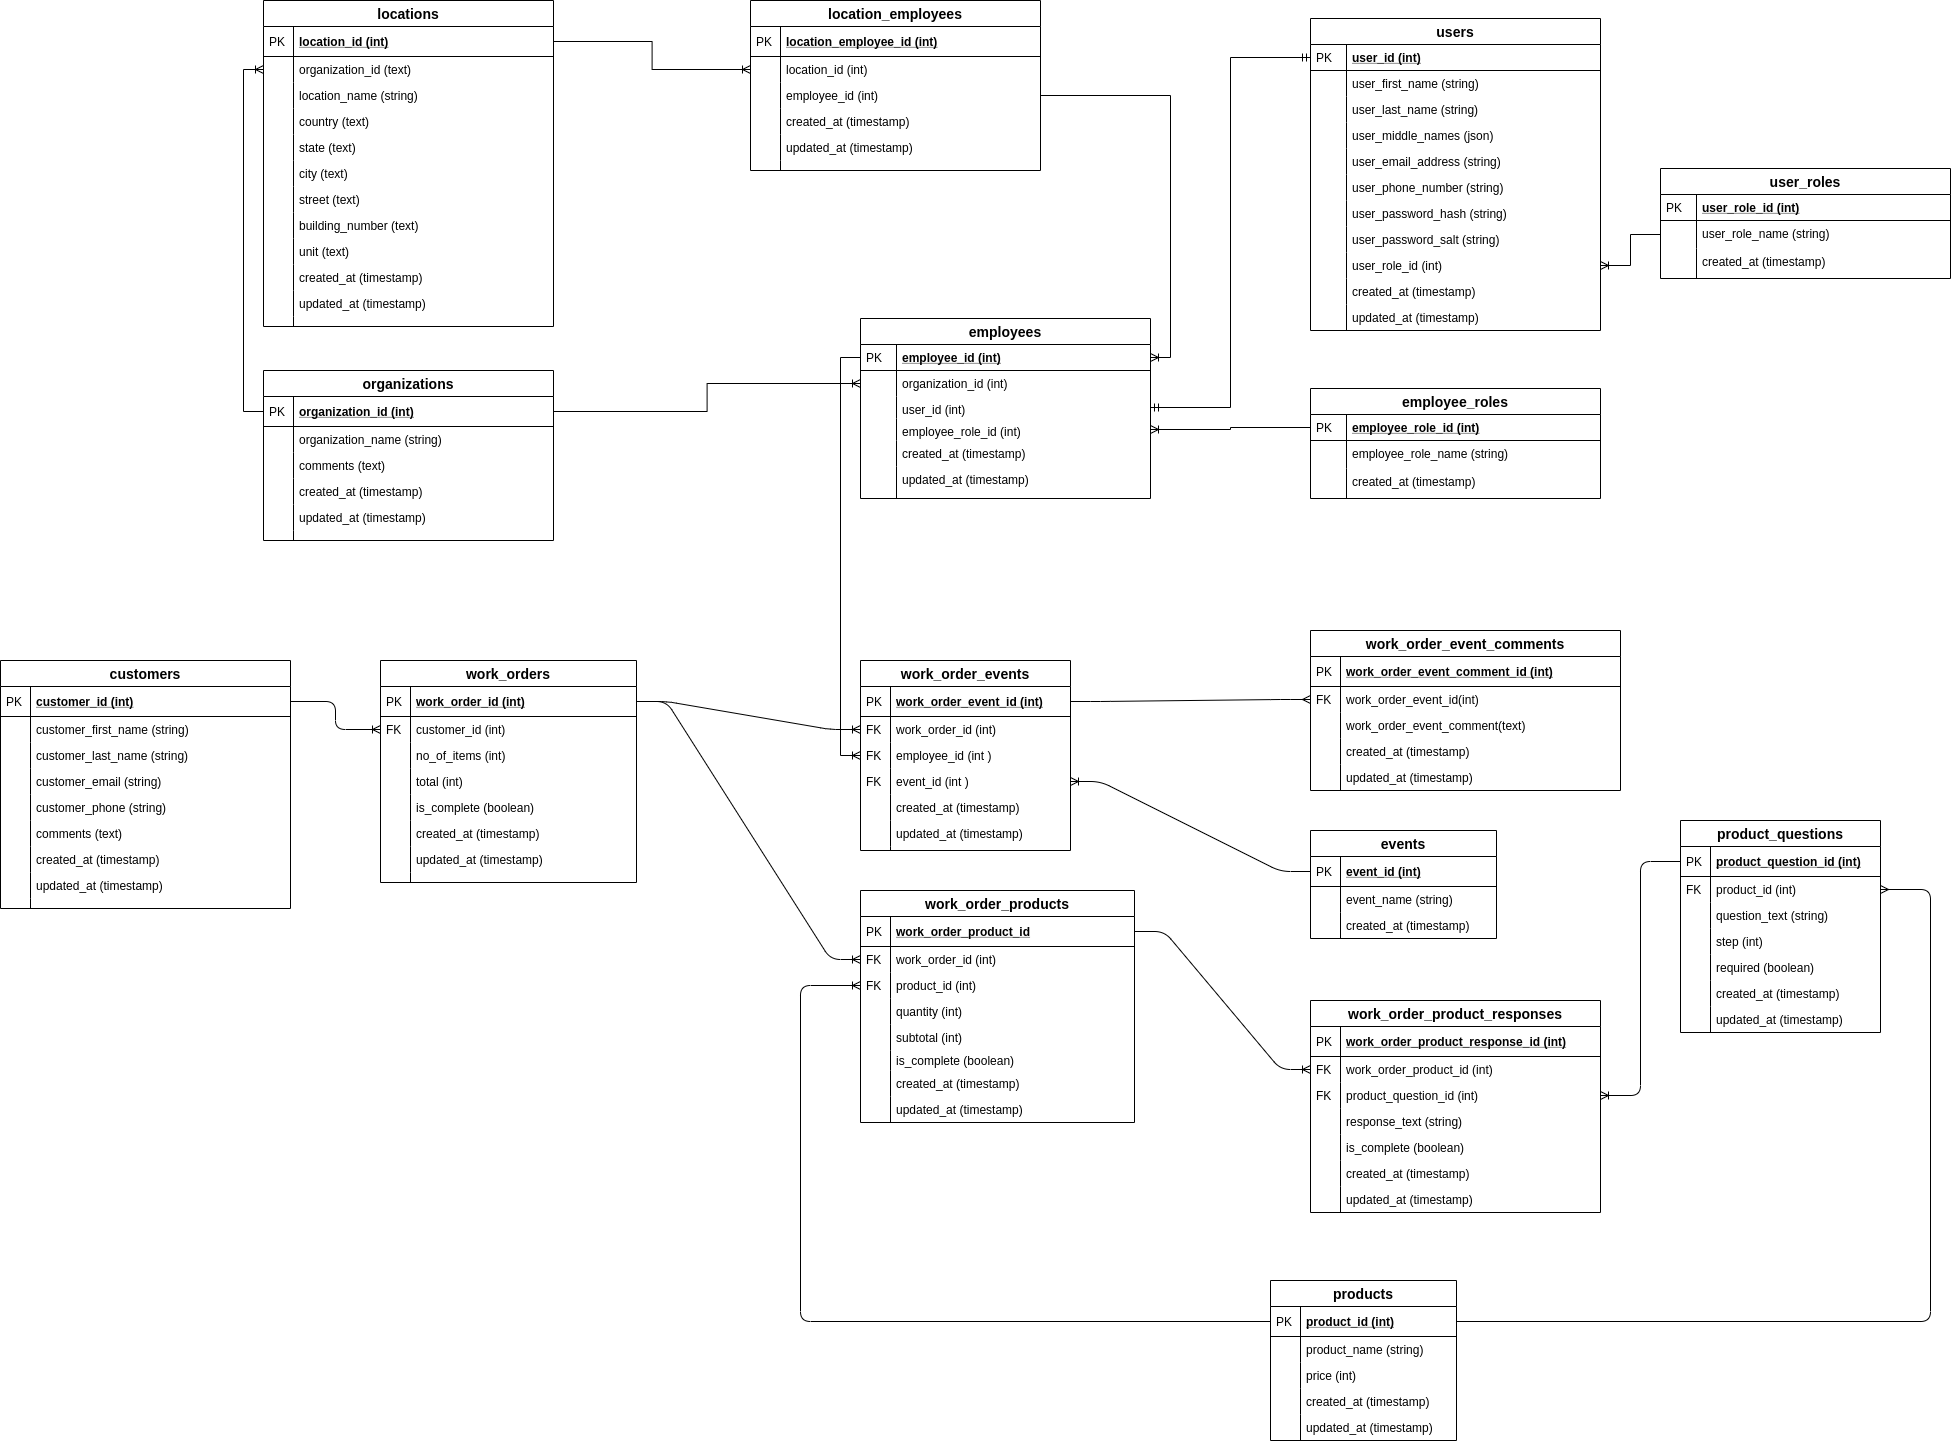 locations
PK location_id (int)
organization_id (text)
location_name (string)
country (text)
state (text)
city (text)
street (text)
building_number (text)
unit (text)
created_at (timestamp)
updated_at (timestamp)
location_employees
PK location_employee_id (int)
location_id (int)
employee_id (int)
created_at (timestamp)
updated_at (timestamp)
users
PK user_id (int)
user_first_name (string)
user_last_name (string)
user_middle_names (json)
user_email_address (string)
user_phone_number (string)
user_password_hash (string)
user_password_salt (string)
user_role_id (int)
created_at (timestamp)
updated_at (timestamp)
user_roles
PK user_role_id (int)
user_role_name (string)
created_at (timestamp)
organizations
PK organization_id (int)
organization_name (string)
comments (text)
created_at (timestamp)
updated_at (timestamp)
employees
PK employee_id (int)
organization_id (int)
user_id (int)
employee_role_id (int)
created_at (timestamp)
updated_at (timestamp)
employee_roles
PK employee_role_id (int)
employee_role_name (string)
created_at (timestamp)
customers
PK customer_id (int)
customer_first_name (string)
customer_last_name (string)
customer_email (string)
customer_phone (string)
comments (text)
created_at (timestamp)
updated_at (timestamp)
work_orders
PK work_order_id (int)
FK customer_id (int)
no_of_items (int)
total (int)
is_complete (boolean)
created_at (timestamp)
updated_at (timestamp)
work_order_events
PK work_order_event_id (int)
FK work_order_id (int)
FK employee_id (int )
FK event_id (int )
created_at (timestamp)
updated_at (timestamp)
work_order_event_comments
PK work_order_event_comment_id (int)
FK work_order_event_id(int)
work_order_event_comment(text)
created_at (timestamp)
updated_at (timestamp)
events
PK event_id (int)
event_name (string)
created_at (timestamp)
product_questions
PK product_question_id (int)
FK product_id (int)
question_text (string)
step (int)
required (boolean)
created_at (timestamp)
updated_at (timestamp)
work_order_products
PK work_order_product_id
FK work_order_id (int)
FK product_id (int)
quantity (int)
subtotal (int)
is_complete (boolean)
created_at (timestamp)
updated_at (timestamp)
work_order_product_responses
PK work_order_product_response_id (int)
FK work_order_product_id (int)
FK product_question_id (int)
response_text (string)
is_complete (boolean)
created_at (timestamp)
updated_at (timestamp)
products
PK product_id (int)
product_name (string)
price (int)
created_at (timestamp)
updated_at (timestamp)